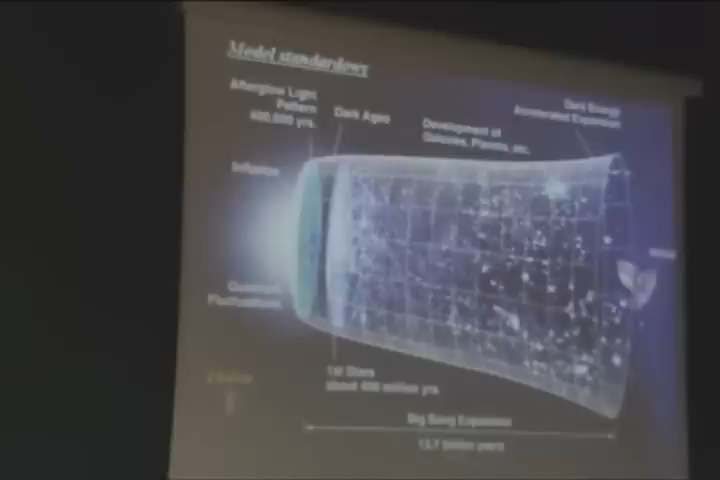 Model standardowy
Afterglow Light
Pattern
400,000 yrs.
Dark Ages
Development of
Galaxies, Planets, etc.
Dark Energy
Accelerated Expansion
Inflation
Quantum
Fluctuations
1st Stars
about 400 million yrs.
Big Bang Expansion
13.7 billion years